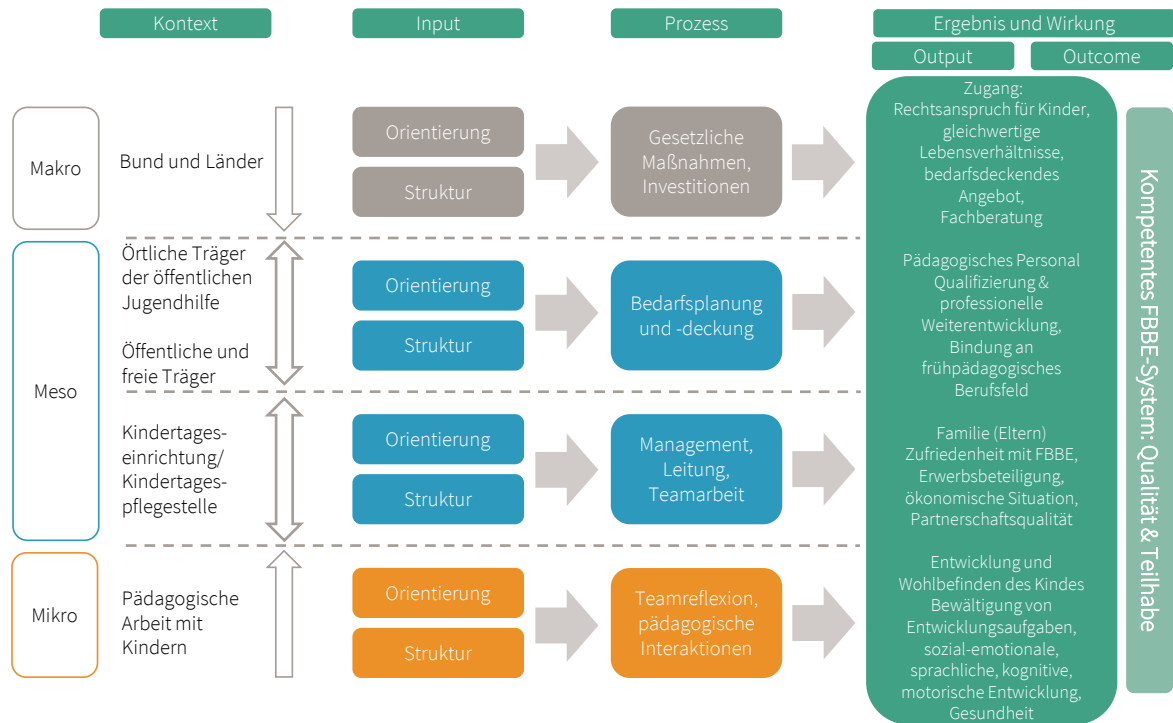 Kontext
Input
Prozess
Ergebnis und Wirkung
Output
Outcome
Makro
Bund und Länder
Orientierung
Struktur
Gesetzliche
Maßnahmen,
Investitionen
Zugang:
Rechtsanspruch für Kinder,
gleichwertige
Lebensverhältnisse,
bedarfsdeckendes
Angebot,
Fachberatung
Meso
Örtliche Träger
der öffentlichen
Jugendhilfe
Öffentliche und
freie Träger
Orientierung
Struktur
Bedarfsplanung
und -deckung
Pädagogisches Personal
Qualifizierung &
professionelle
Weiterentwicklung,
Bindung an
frühpädagogisches
Berufsfeld
Kindertages-
einrichtung/
Kindertages-
pflegestelle
Orientierung
Struktur
Management,
Leitung,
Teamarbeit
Familie (Eltern)
Zufriedenheit mit FBBE,
Erwerbsbeteiligung,
ökonomische Situation,
Partnerschaftsqualität
Mikro
Pädagogische
Arbeit mit
Kindern
Orientierung
Struktur
Teamreflexion,
pädagogische
Interaktionen
Entwicklung und
Wohlbefinden des Kindes
Bewältigung von
Entwicklungsaufgaben,
sozial-emotionale,
sprachliche, kognitive,
motorische Entwicklung,
Gesundheit
Kompetentes FBBE-System: Qualität & Teilhabe